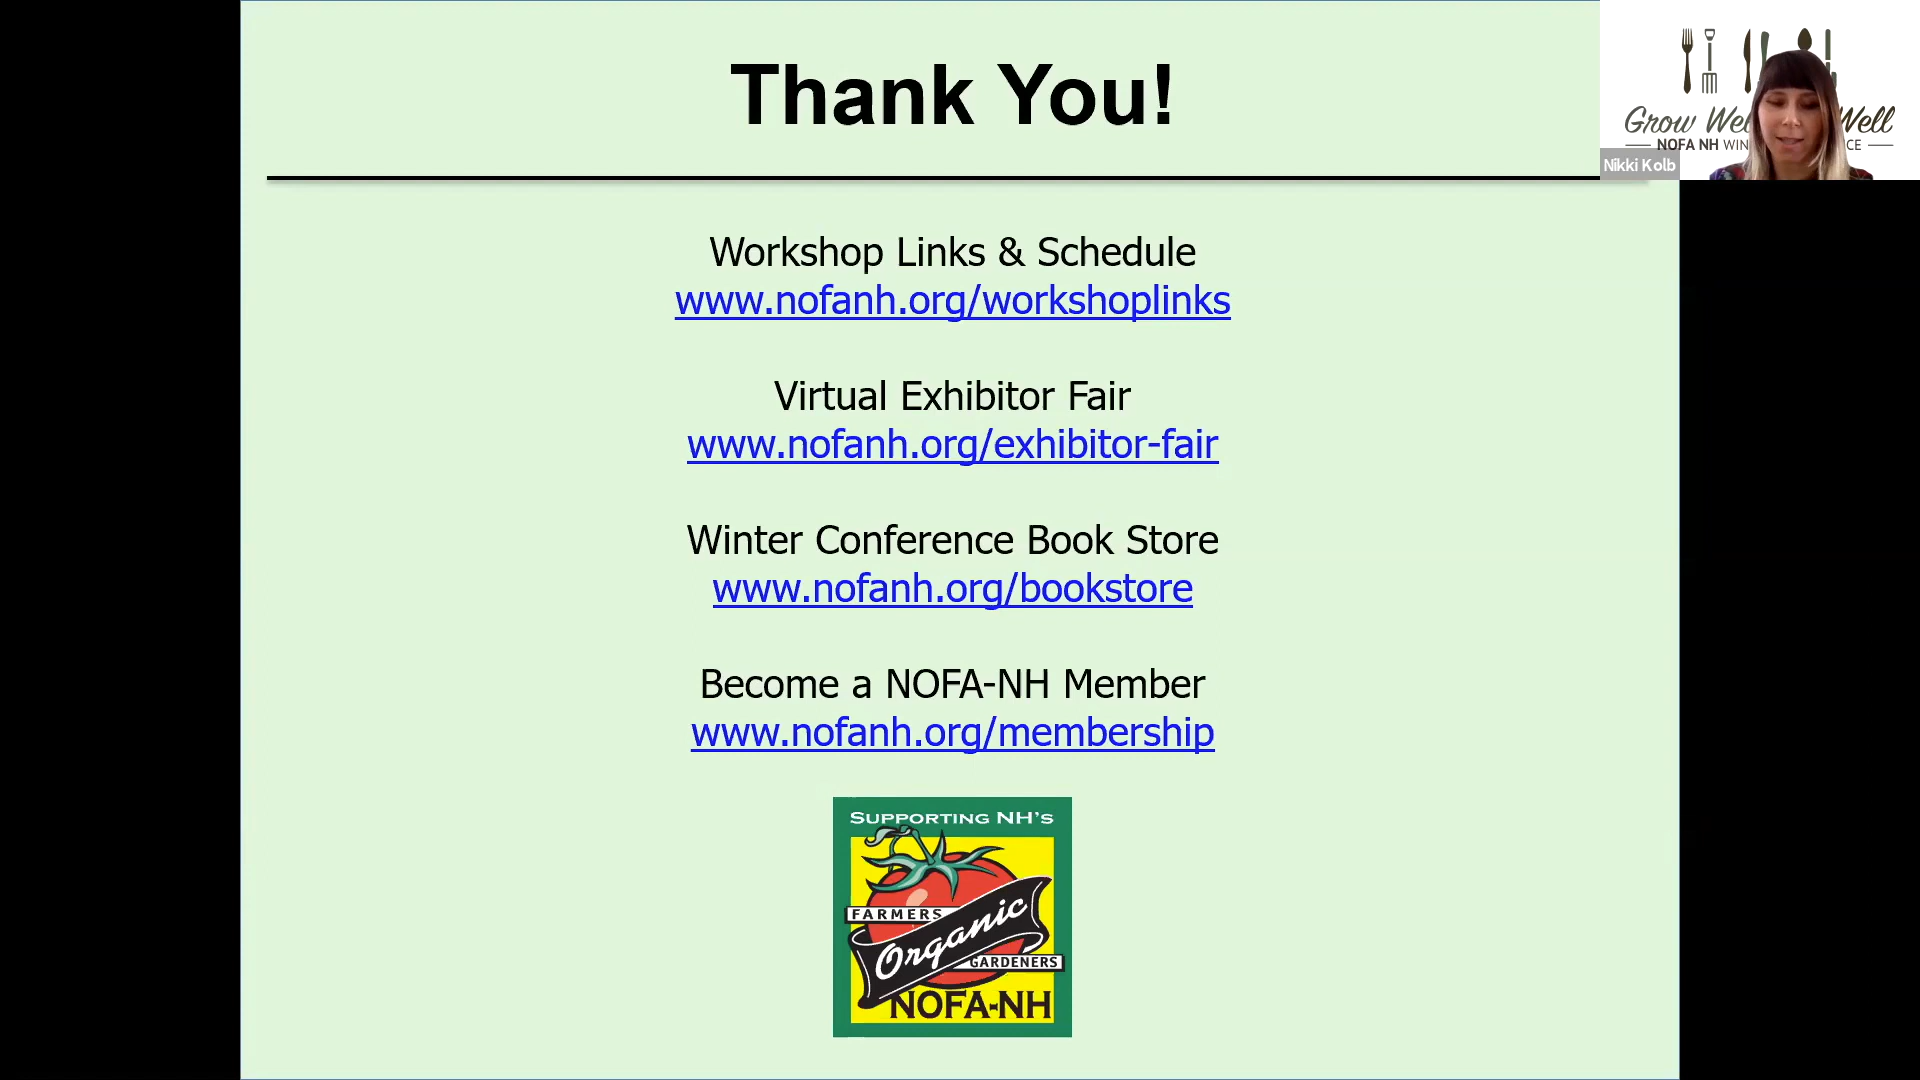 Thank You!
Workshop Links & Schedule
www.nofanh.org/workshoplinks
Virtual Exhibitor Fair
www.nofanh.org/exhibitor-fair
Winter Conference Book Store
www.nofanh.org/bookstore
Become a NOFA-NH Member
www.nofanh.org/membership
SUPPORTING NH'S
FARMERS
Organic
GARDENERS
NOFA-NH
Grow Well
NOFA NH
Nikki Kolb